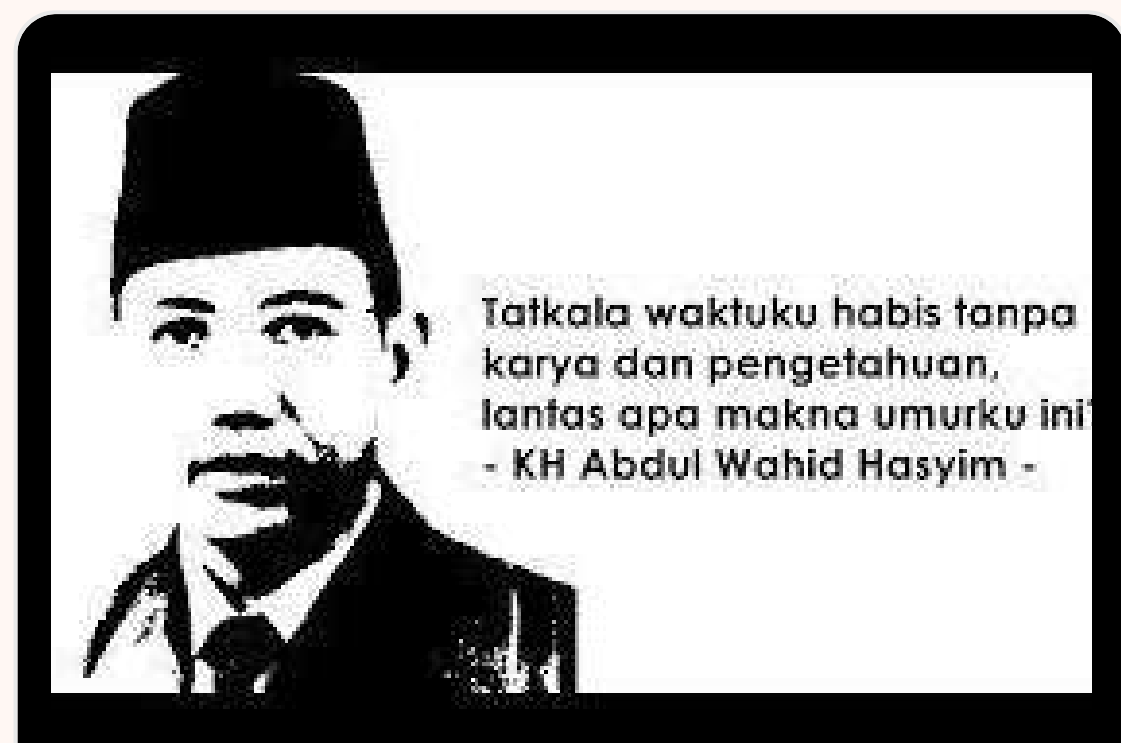 Tatkala waktuku habis tanpa
karya dan pengetahuan,
lantas apa makna umurku ini?
- KH Abdul Wahid Hasyim -